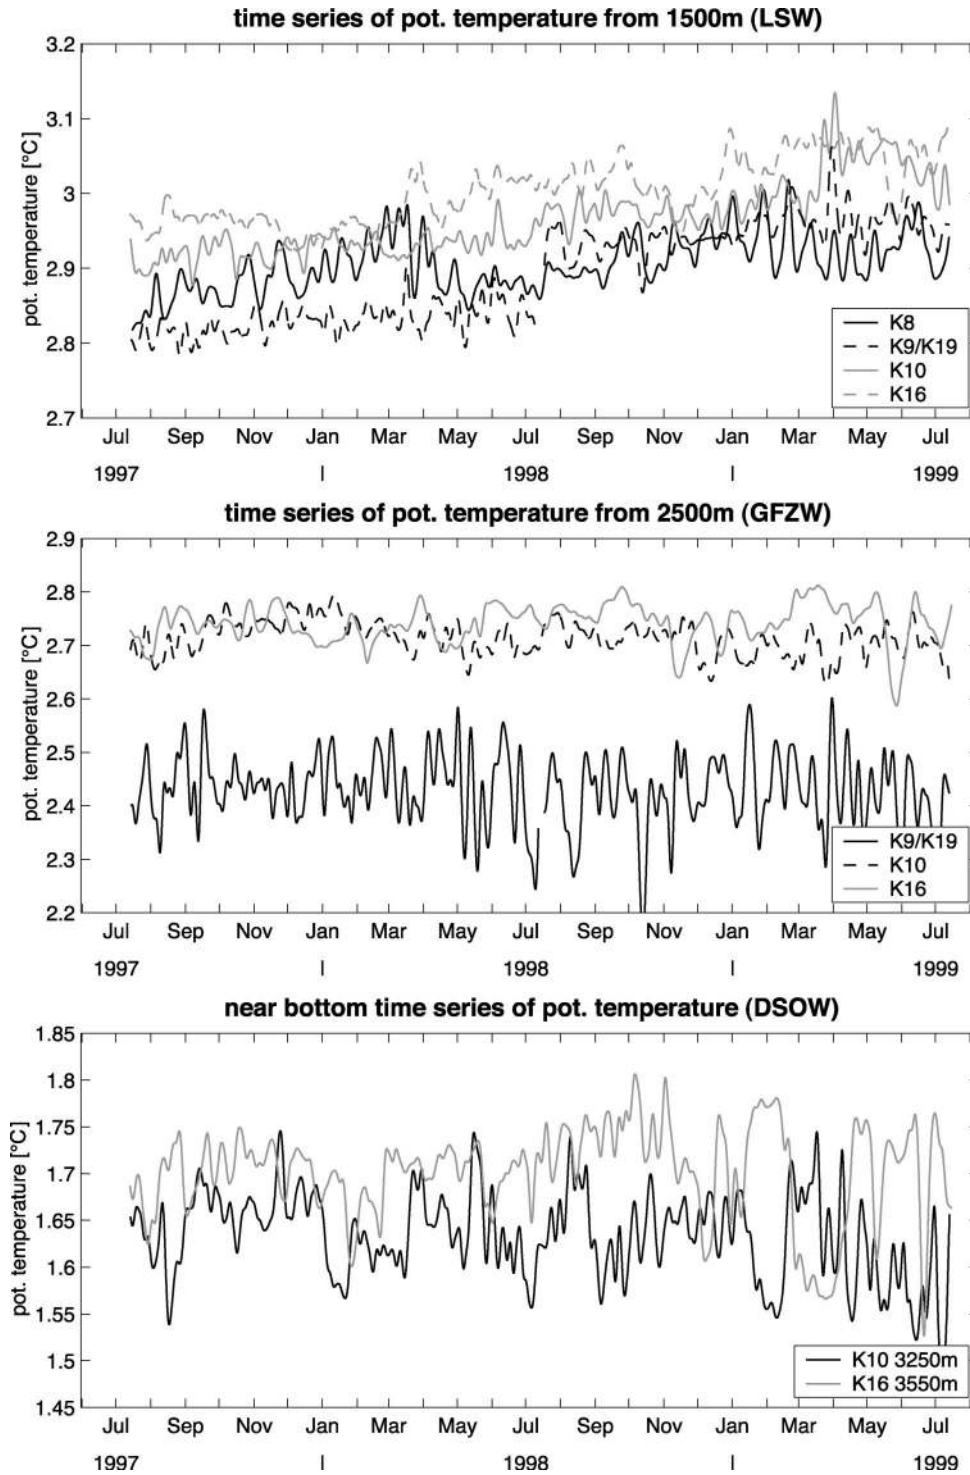 time series of pot. temperature from 1500m (LSW)
3.2
3.1
3
2.9
2.8
2.7
pot. temperature [°C]
K8
K9/K19
K10
K16
Jul Sep Nov Jan Mar May Jul Sep Nov Jan Mar May Jul
1997 | 1998 | 1999
time series of pot. temperature from 2500m (GFZW)
2.9
2.8
2.7
2.6
2.5
2.4
2.3
2.2
pot. temperature [°C]
K9/K19
K10
K16
Jul Sep Nov Jan Mar May Jul Sep Nov Jan Mar May Jul
1997 | 1998 | 1999
near bottom time series of pot. temperature (DSOW)
1.85
1.8
1.75
1.7
1.65
1.6
1.55
1.5
1.45
pot. temperature [°C]
K10 3250m
K16 3550m
Jul Sep Nov Jan Mar May Jul Sep Nov Jan Mar May Jul
1997 | 1998 | 1999